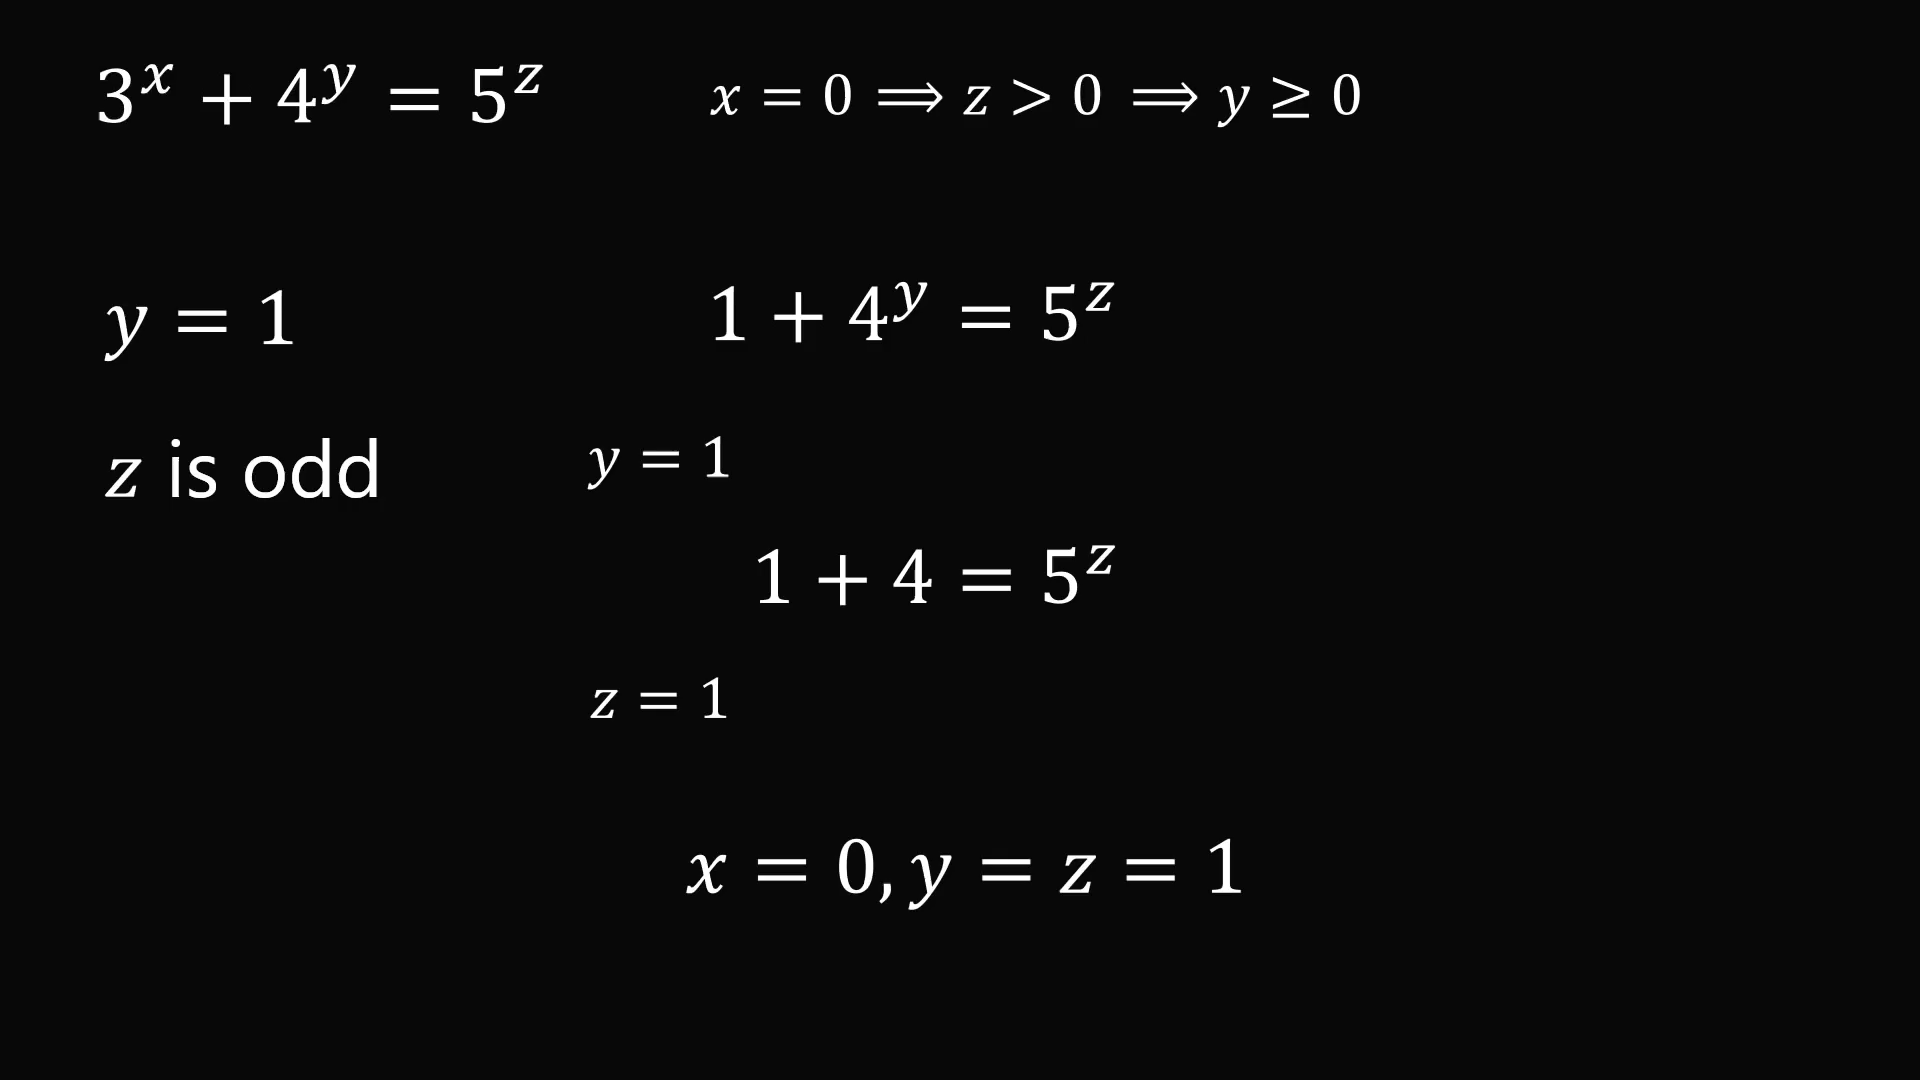 3^x + 4^y = 5^z
x = 0 ⟹ z > 0 ⟹ y ≥ 0
y = 1
1 + 4^y = 5^z
z is odd
y = 1
1 + 4 = 5^z
z = 1
x = 0, y = z = 1